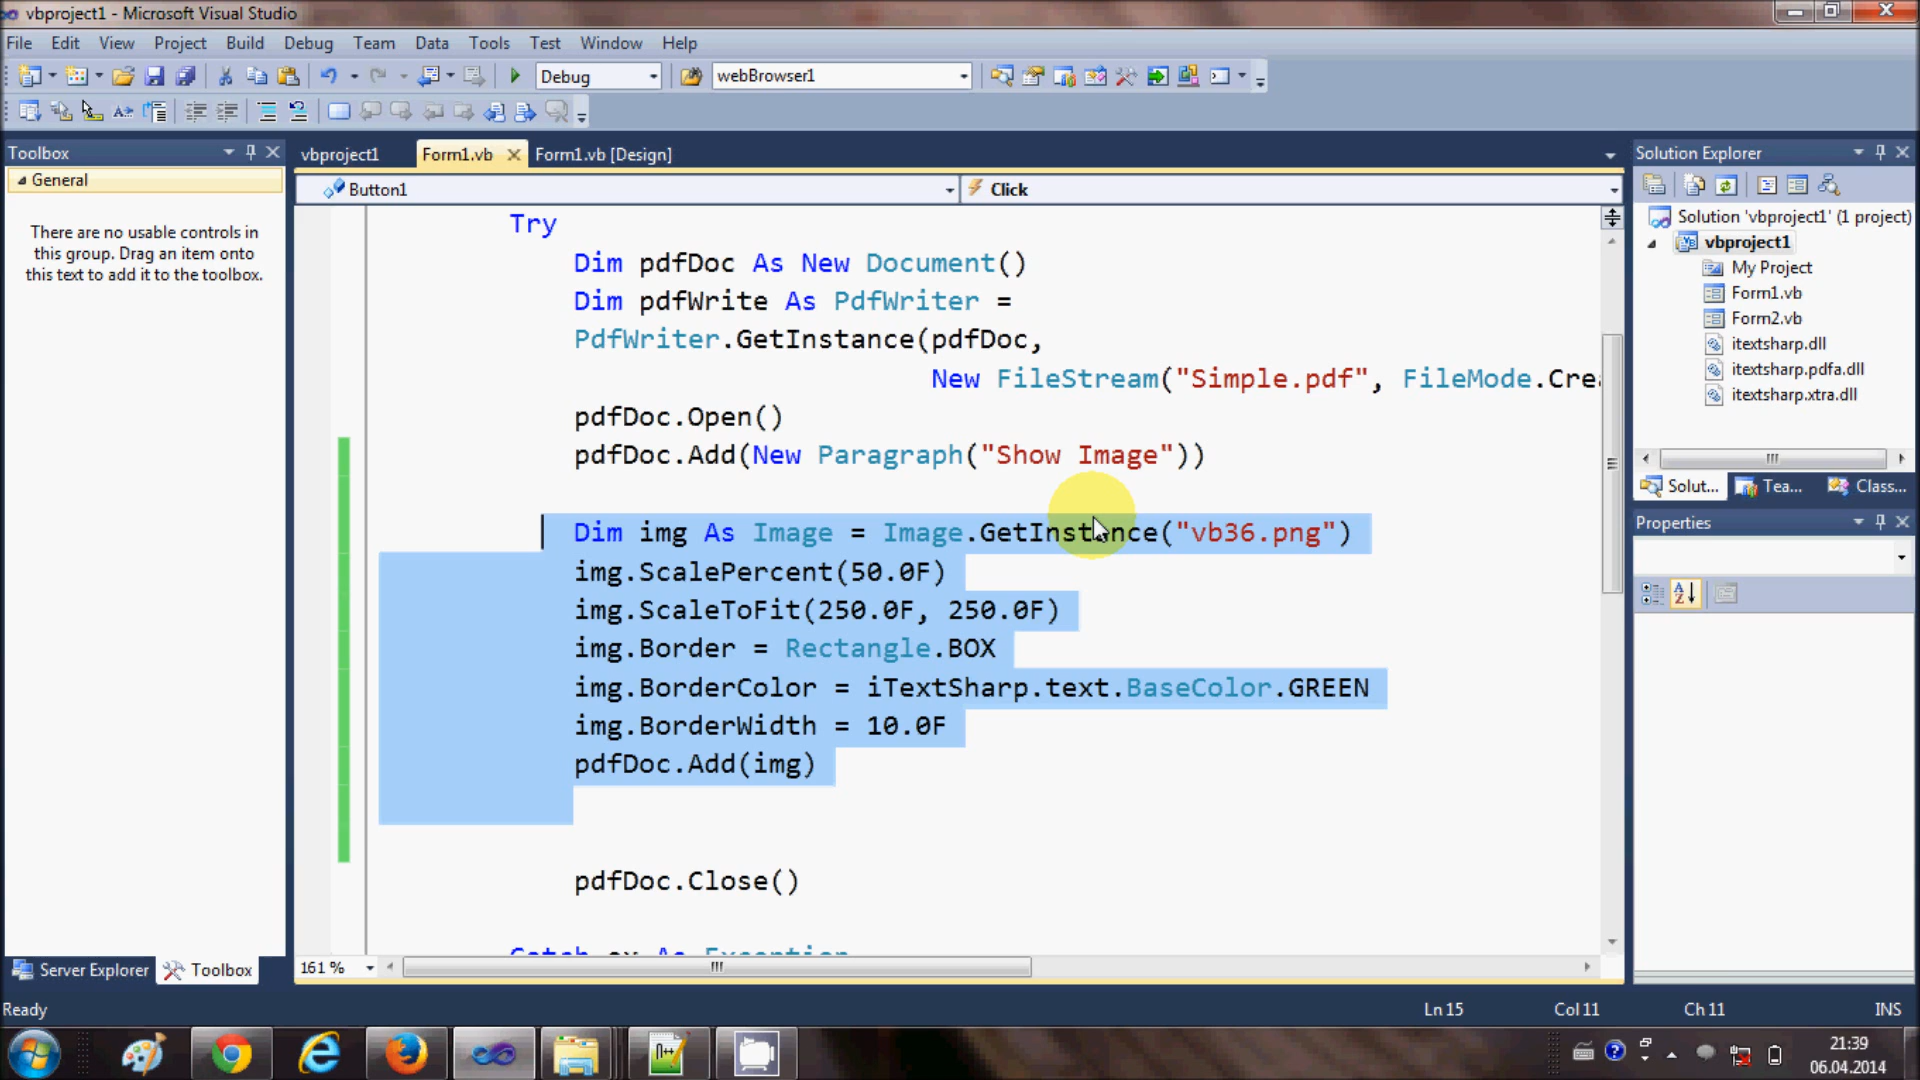 vbproject1 - Microsoft Visual Studio
File Edit View Project Build Debug Team Data Tools Test Window Help
Debug webBrowser1
Toolbox
General
There are no usable controls in
this group. Drag an item onto
this text to add it to the toolbox.
Server Explorer Toolbox
vbproject1 Form1.vb Form1.vb [Design]
Button1 Click
Try
Dim pdfDoc As New Document()
Dim pdfWrite As PdfWriter =
PdfWriter.GetInstance(pdfDoc,
New FileStream("Simple.pdf", FileMode.Crea
pdfDoc.Open()
pdfDoc.Add(New Paragraph("Show Image"))
Dim img As Image = Image.GetInstance("vb36.png")
img.ScalePercent(50.0F)
img.ScaleToFit(250.0F, 250.0F)
img.Border = Rectangle.BOX
img.BorderColor = iTextSharp.text.BaseColor.GREEN
img.BorderWidth = 10.0F
pdfDoc.Add(img)
pdfDoc.Close()
Catch ex As Exception
161 %
Solution Explorer
Solution 'vbproject1' (1 project)
vbproject1
My Project
Form1.vb
Form2.vb
itextsharp.dll
itextsharp.pdfa.dll
itextsharp.xtra.dll
Solut... Tea... Class...
Properties
Ready Ln 15 Col 11 Ch 11 INS
21:39
06.04.2014